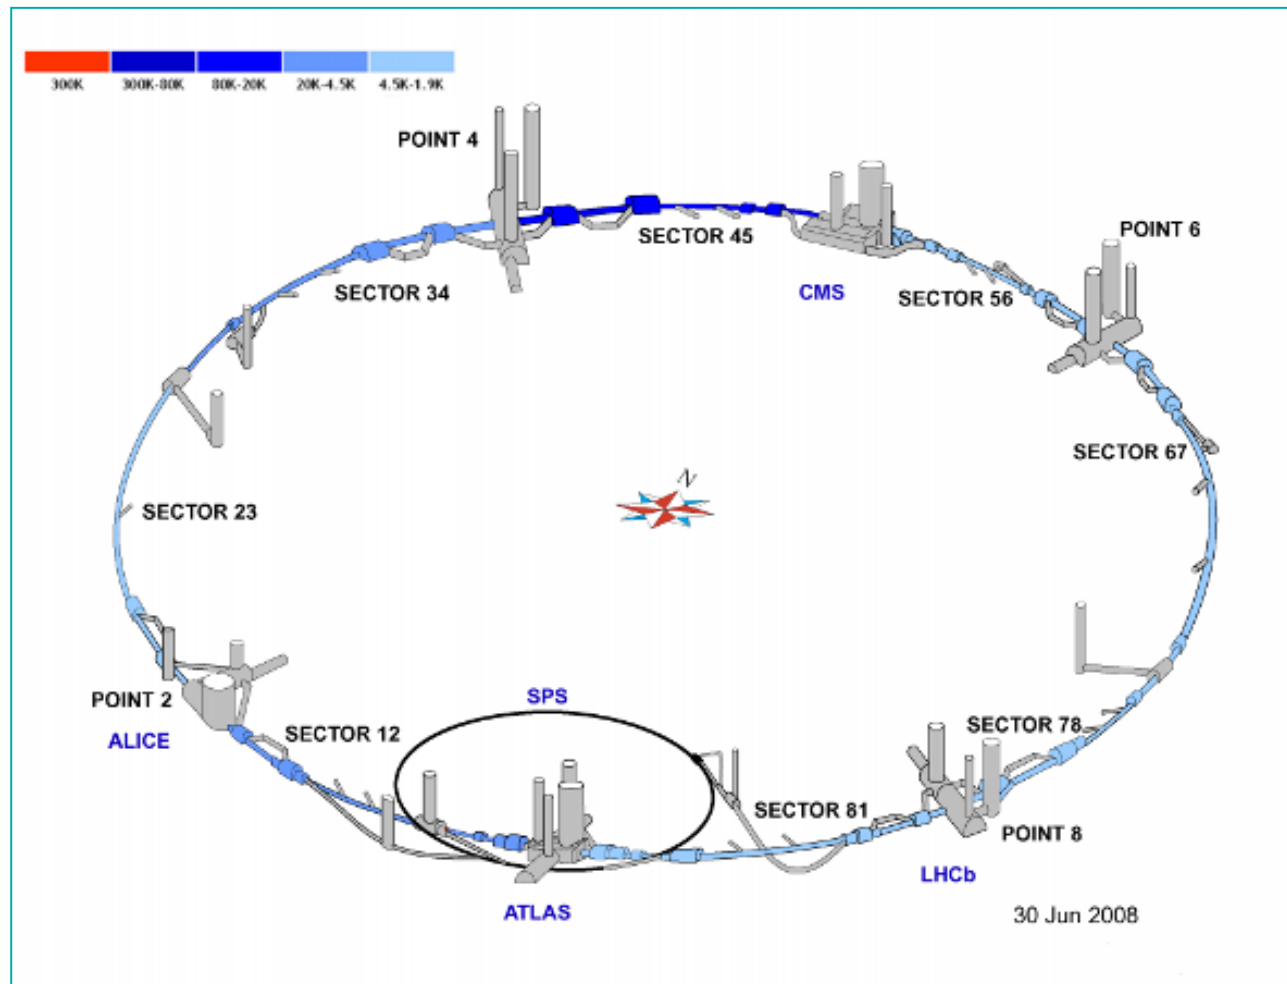 300K 300K-80K 80K-20K 20K-4.5K 4.5K-1.9K
POINT 4
POINT 6
SECTOR 45
CMS
SECTOR 34
SECTOR 56
SECTOR 67
N
SECTOR 23
POINT 2
ALICE
SECTOR 12
SPS
SECTOR 78
SECTOR 81
POINT 8
LHCb
ATLAS
30 Jun 2008